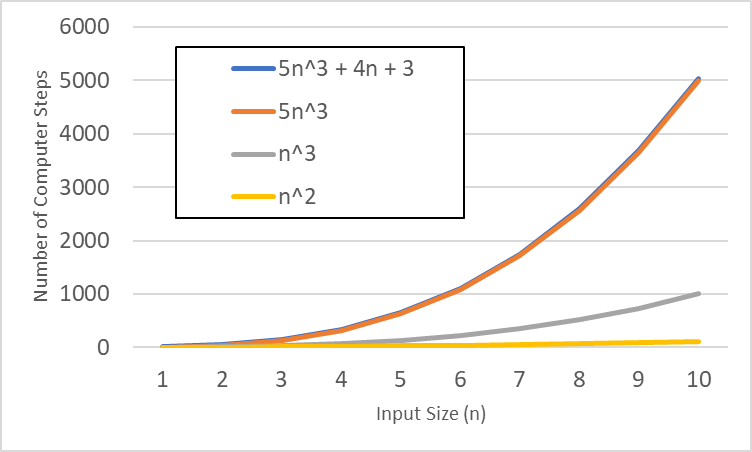 6000
5000
4000
3000
2000
1000
0
Number of Computer Steps
5n^3 + 4n + 3
5n^3
n^3
n^2
1 2 3 4 5 6 7 8 9 10
Input Size (n)